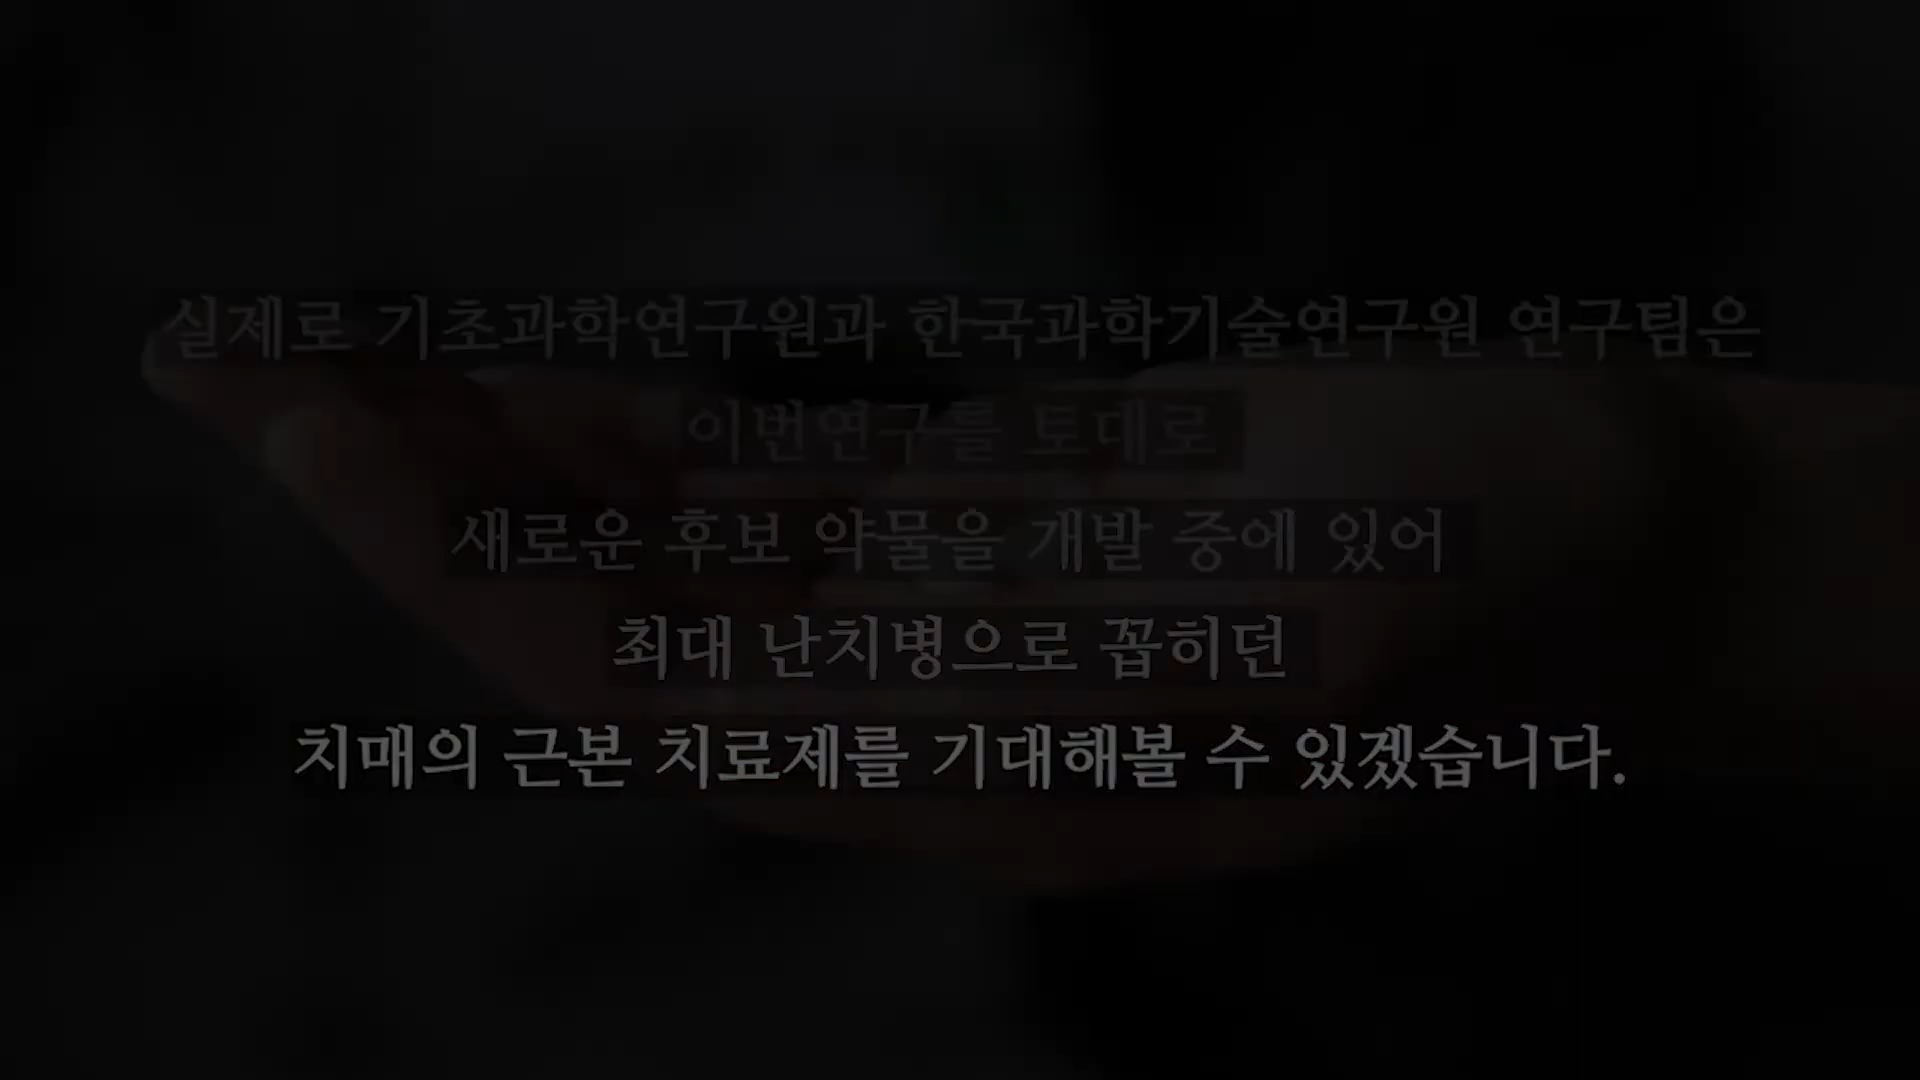 실제로 기초과학연구원과 한국과학기술연구원 연구팀은
이번연구를 토대로
새로운 후보 약물을 개발 중에 있어
최대 난치병으로 꼽히던
치매의 근본 치료제를 기대해볼 수 있겠습니다.